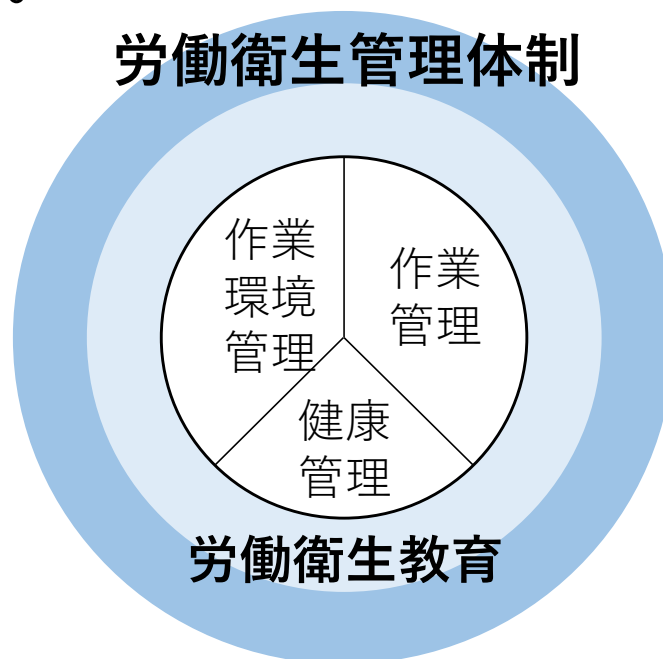 。
労働衛生管理体制
作業
環境
管理
作業
管理
健康
管理
労働衛生教育